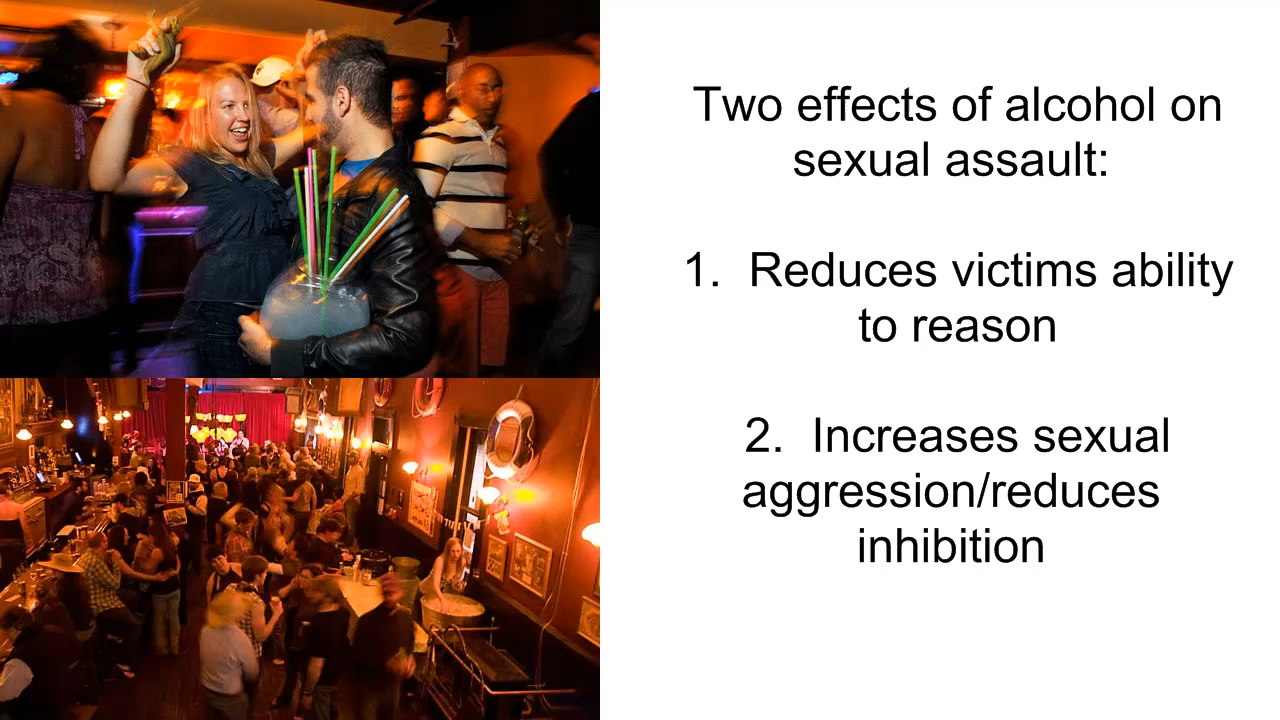 Two effects of alcohol on
sexual assault:
1. Reduces victims ability
to reason
2. Increases sexual
aggression/reduces
inhibition